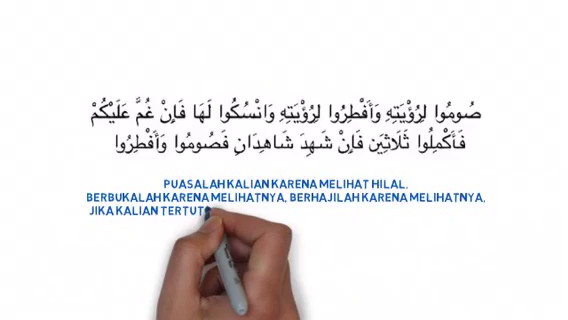 صُومُوا لِرُؤْيَتِهِ وَأَفْطِرُوا لِرُؤْيَتِهِ وَانْسُكُوا لَهَا فَإِنْ غُمَّ عَلَيْكُمْ
فَأَكْمِلُوا ثَلَاثِيْنَ فَإِنْ شَهِدَ شَاهِدَانِ فَصُومُوا وَأَفْطِرُوا
PUASALAH KALIAN KARENA MELIHAT HILAL,
BERBUKALAH KARENA MELIHATNYA, BERHAJILAH KARENA MELIHATNYA,
JIKA KALIAN TERTUT